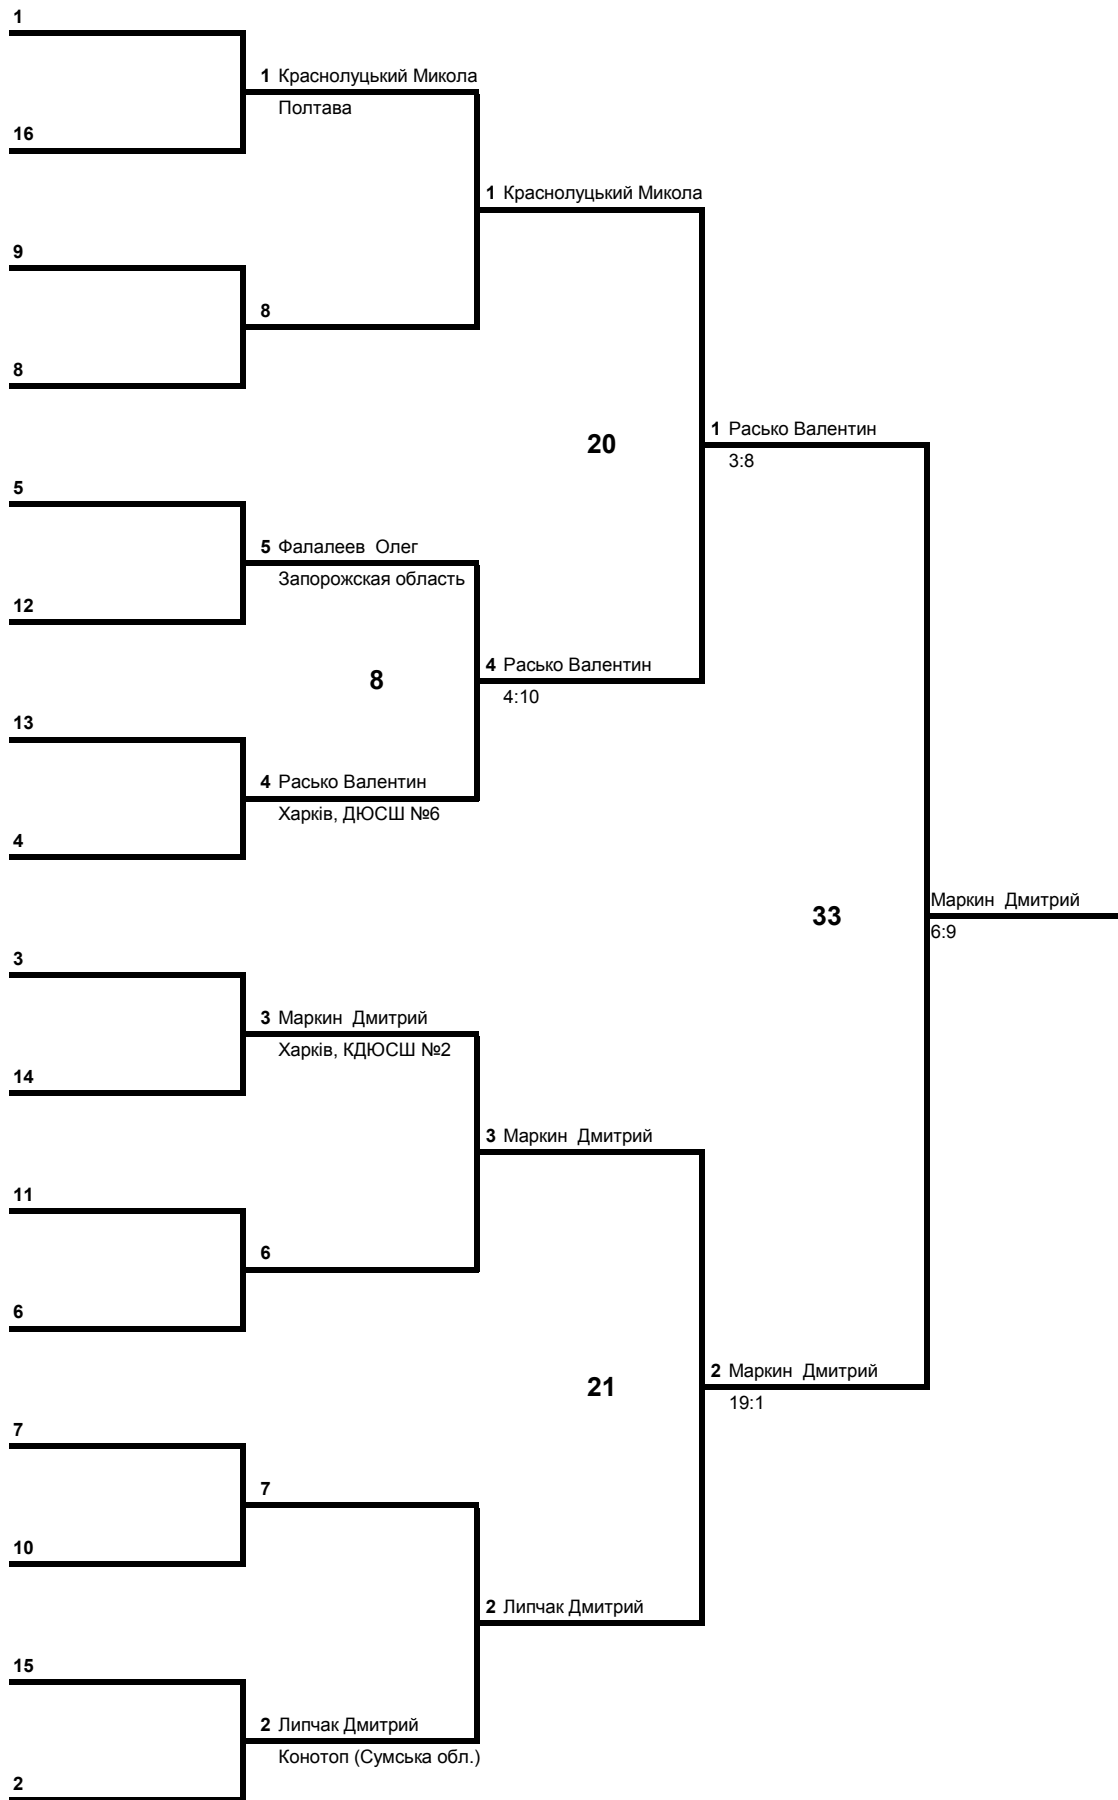 1
1 Краснолуцький Микола
Полтава
16
1 Краснолуцький Микола
9
8
8
20
1 Расько Валентин
3:8
5
5 Фалалеев  Олег
Запорожская область
12
8
4 Расько Валентин
4:10
13
4 Расько Валентин
Харків, ДЮСШ №6
4
33
Маркин  Дмитрий
6:9
3
3 Маркин  Дмитрий
Харків, КДЮСШ №2
14
3 Маркин  Дмитрий
11
6
6
21
2 Маркин  Дмитрий
19:1
7
7
10
2 Липчак Дмитрий
15
2 Липчак Дмитрий
Конотоп (Сумська обл.)
2